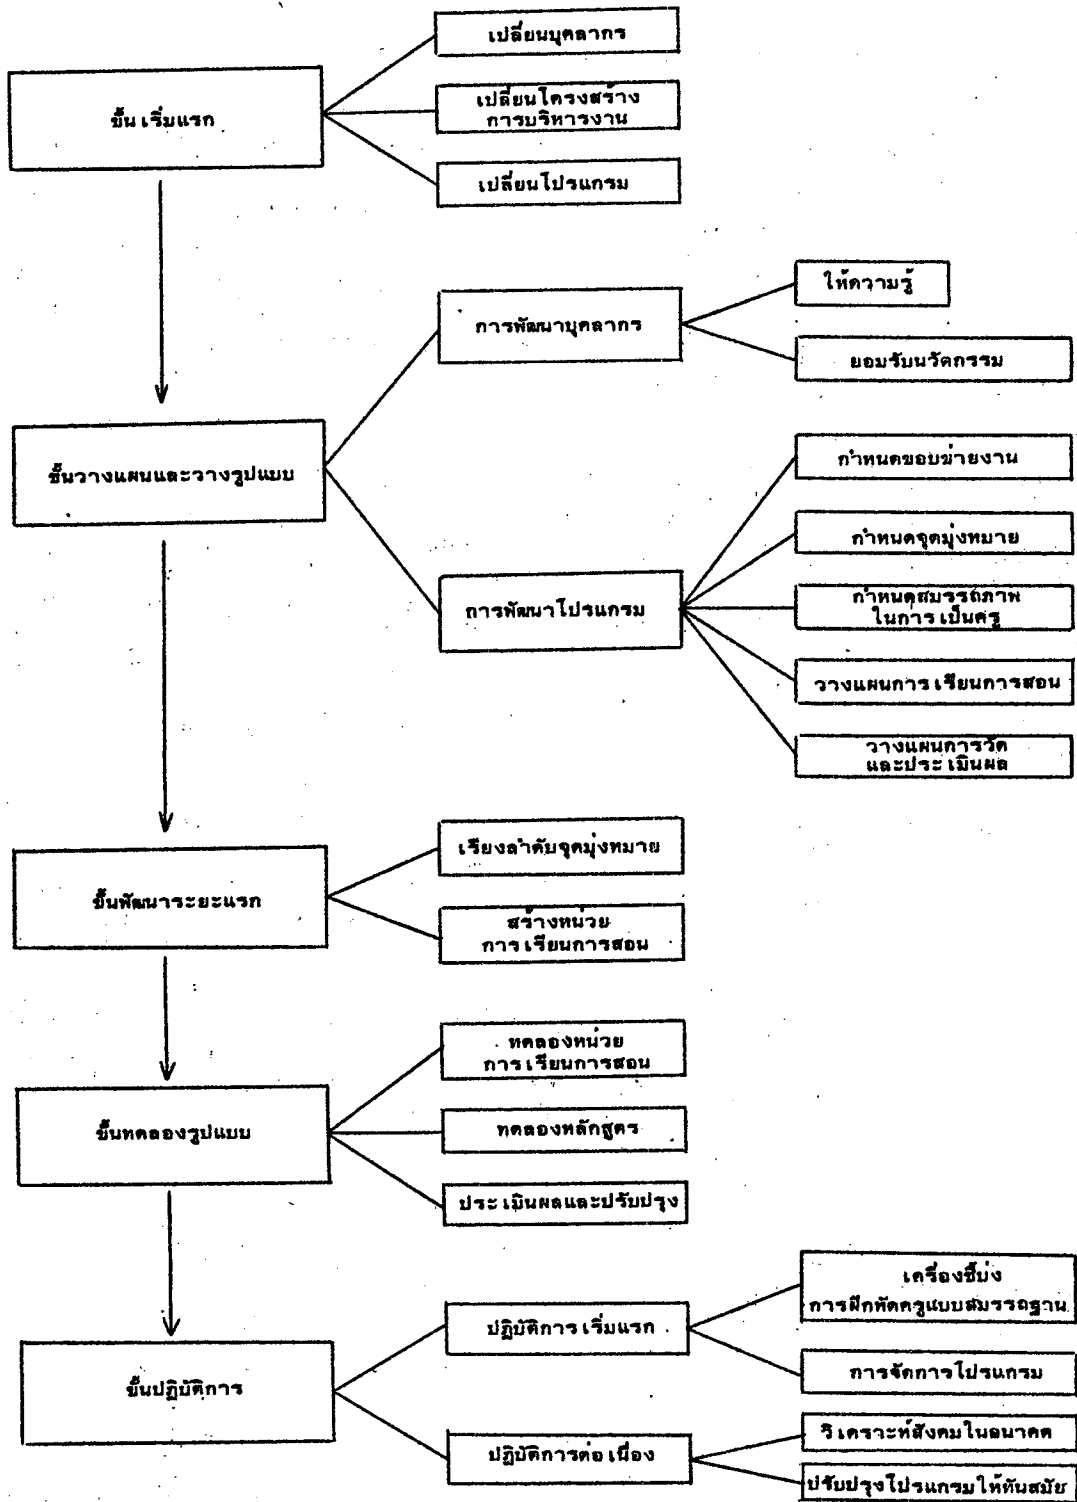 เปลี่ยนบุคลากร
ขั้นเริ่มแรก
เปลี่ยนโครงสร้าง
การบริหารงาน
เปลี่ยนโปรแกรม
ให้ความรู้
การพัฒนาบุคลากร
ยอมรับนวัตกรรม
ขั้นวางแผนและวางรูปแบบ
กำหนดขอบข่ายงาน
กำหนดจุดมุ่งหมาย
การพัฒนาโปรแกรม
กำหนดสมรรถภาพ
ในการเป็นครู
วางแผนการเรียนการสอน
วางแผนการวัด
และประเมินผล
เรียงลำดับจุดมุ่งหมาย
ขั้นพัฒนาระยะแรก
สร้างหน่วย
การเรียนการสอน
ทดลองหน่วย
การเรียนการสอน
ขั้นทดลองรูปแบบ
ทดลองหลักสูตร
ประเมินผลและปรับปรุง
เครื่องชี้บ่ง
การฝึกหัดครูแบบสมรรถฐาน
ปฏิบัติการเริ่มแรก
การจัดการโปรแกรม
ขั้นปฏิบัติการ
วิเคราะห์สังคมในอนาคต
ปฏิบัติการต่อเนื่อง
ปรับปรุงโปรแกรมให้ทันสมัย